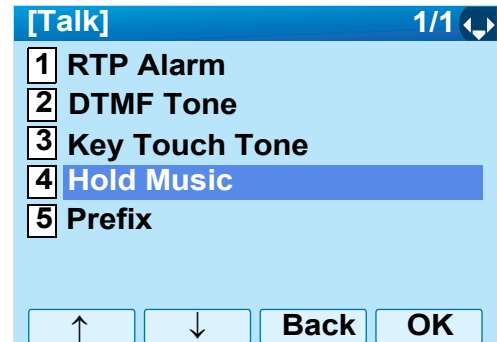 [Talk] 1/1
1 RTP Alarm
2 DTMF Tone
3 Key Touch Tone
4 Hold Music
5 Prefix
↑ ↓ Back OK